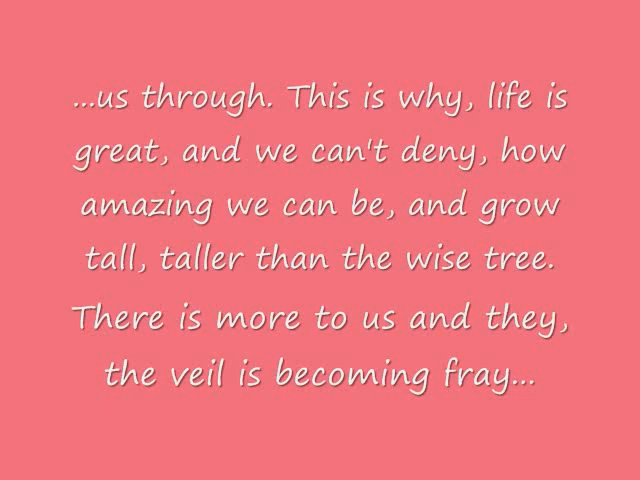 ...us through. This is why, life is
great, and we can't deny, how
amazing we can be, and grow
tall, taller than the wise tree.
There is more to us and they,
the veil is becoming fray...